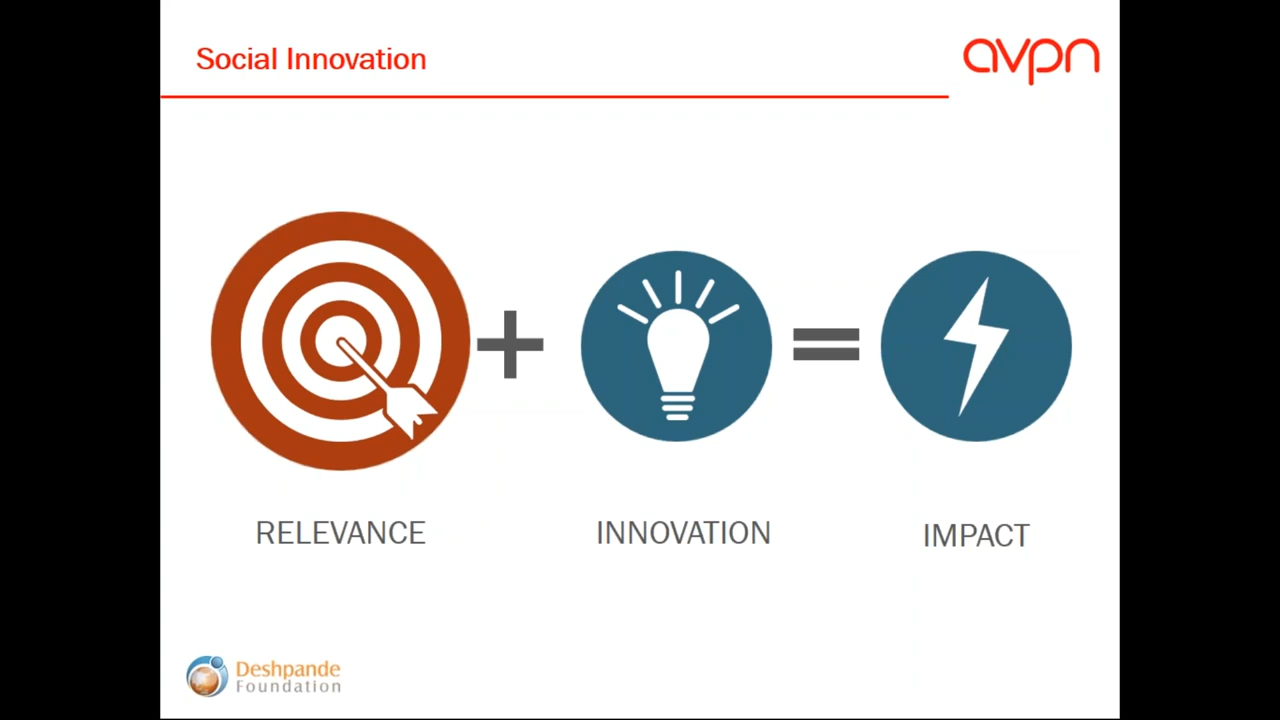 Social Innovation
avpn
RELEVANCE
INNOVATION
IMPACT
Deshpande
Foundation